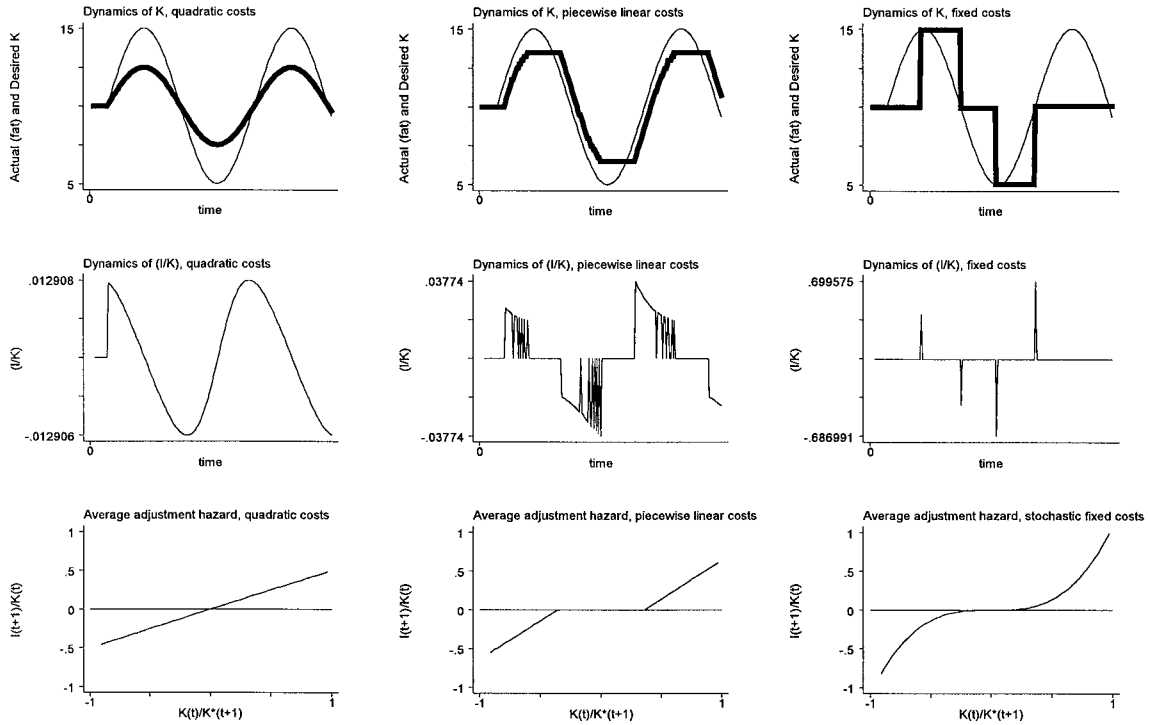 Dynamics of K, quadratic costs
Actual (fat) and Desired K
15
5
0
time
Dynamics of K, piecewise linear costs
Actual (fat) and Desired K
15
5
0
time
Dynamics of K, fixed costs
Actual (fat) and Desired K
15
5
0
time
Dynamics of (I/K), quadratic costs
(I/K)
.012908
-.012906
0
time
Dynamics of (I/K), piecewise linear costs
(I/K)
.03774
-.03774
0
time
Dynamics of (I/K), fixed costs
(I/K)
.699575
-.686991
0
time
Average adjustment hazard, quadratic costs
I(t+1)/K(t)
1
.5
0
-.5
-1
-1
1
K(t)/K*(t+1)
Average adjustment hazard, piecewise linear costs
I(t+1)/K(t)
1
.5
0
-.5
-1
-1
1
K(t)/K*(t+1)
Average adjustment hazard, stochastic fixed costs
I(t+1)/K(t)
1
.5
0
-.5
-1
-1
1
K(t)/K*(t+1)